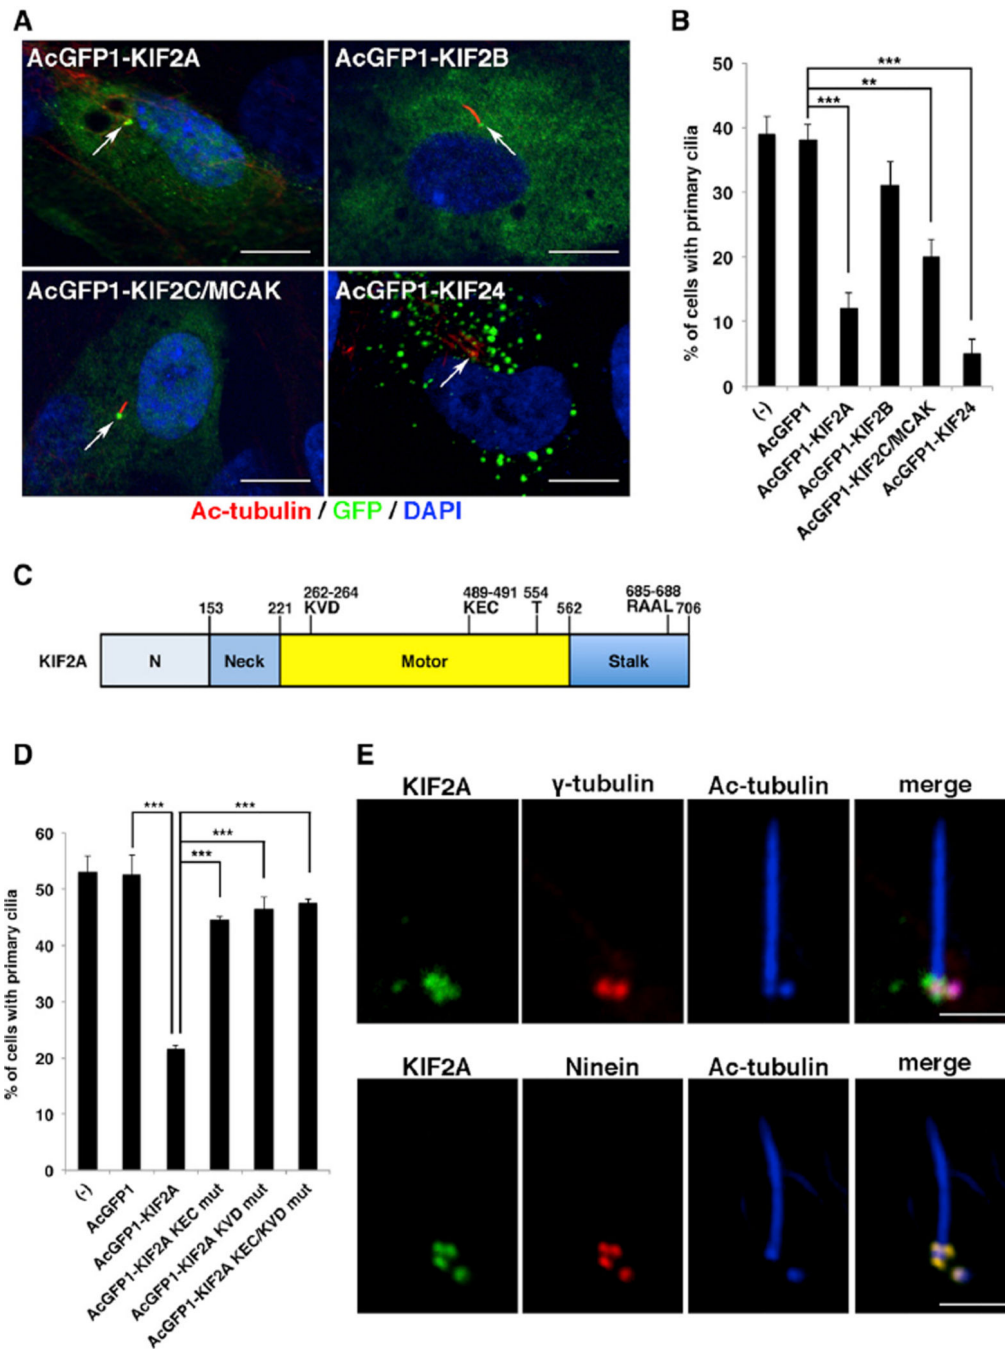 A
AcGFP1-KIF2A
AcGFP1-KIF2B
AcGFP1-KIF2C/MCAK
AcGFP1-KIF24
Ac-tubulin / GFP / DAPI
B
% of cells with primary cilia
50
40
30
20
10
0
***
**
***
(-)
AcGFP1
AcGFP1-KIF2A
AcGFP1-KIF2B
AcGFP1-KIF2C/MCAK
AcGFP1-KIF24
C
262-264
KVD
489-491
KEC
554
T
685-688
RAAL
153
221
562
706
KIF2A
N
Neck
Motor
Stalk
D
% of cells with primary cilia
60
50
40
30
20
10
0
***
***
***
***
(-)
AcGFP1
AcGFP1-KIF2A
AcGFP1-KIF2A KEC mut
AcGFP1-KIF2A KVD mut
AcGFP1-KIF2A KEC/KVD mut
E
KIF2A
γ-tubulin
Ac-tubulin
merge
KIF2A
Ninein
Ac-tubulin
merge